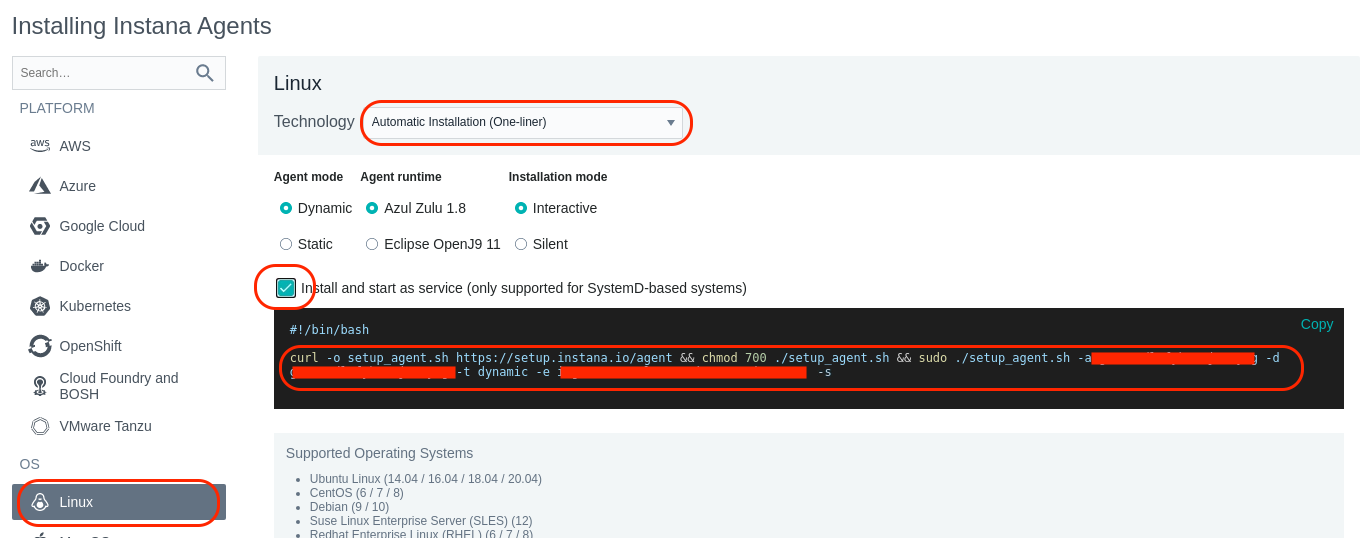 Installing Instana Agents
Search…
PLATFORM
AWS
Azure
Google Cloud
Docker
Kubernetes
OpenShift
Cloud Foundry and
BOSH
VMware Tanzu
OS
Linux
Linux
Technology Automatic Installation (One-liner)
Agent mode Agent runtime Installation mode
Dynamic Azul Zulu 1.8 Interactive
Static Eclipse OpenJ9 11 Silent
Install and start as service (only supported for SystemD-based systems)
Copy
#!/bin/bash
curl -o setup_agent.sh https://setup.instana.io/agent && chmod 700 ./setup_agent.sh && sudo ./setup_agent.sh -a -d
-t dynamic -e -s
Supported Operating Systems
Ubuntu Linux (14.04 / 16.04 / 18.04 / 20.04)
CentOS (6 / 7 / 8)
Debian (9 / 10)
Suse Linux Enterprise Server (SLES) (12)
Redhat Enterprise Linux (RHEL) (6 / 7 / 8)